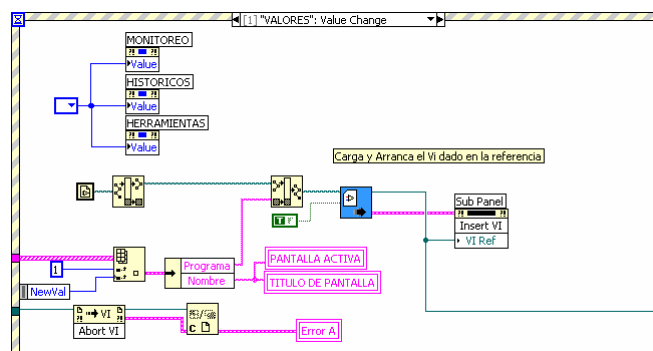 [1] "VALORES": Value Change
MONITOREO
Value
HISTORICOS
Value
HERRAMIENTAS
Value
Carga y Arranca el Vi dado en la referencia
Sub Panel
Insert VI
VI Ref
T F
1
Programa
Nombre
PANTALLA ACTIVA
TITULO DE PANTALLA
NewVal
VI
Abort VI
C
Error A